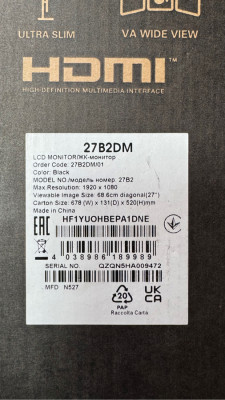 ULTRA SLIM
VA WIDE VIEW
HDMI™
HIGH-DEFINITION MULTIMEDIA INTERFACE
27B2DM
LCD MONITOR/ЖК-монитор
Order Code: 27B2DM/01
Color: Black
MODEL NO./модель номер: 27B2
Max Resolution: 1920 x 1080
Viewable Image Size: 68.6cm diagonal(27")
Carton Size: 678 (W) x 131(D) x 520(H)mm
Made in China
HF1YUOHBEPA1DNE
4 038986 189989
SERIAL NO. QZQN5HA009472
MFD N527
20
PAP
Raccolta Carta
UK
CA